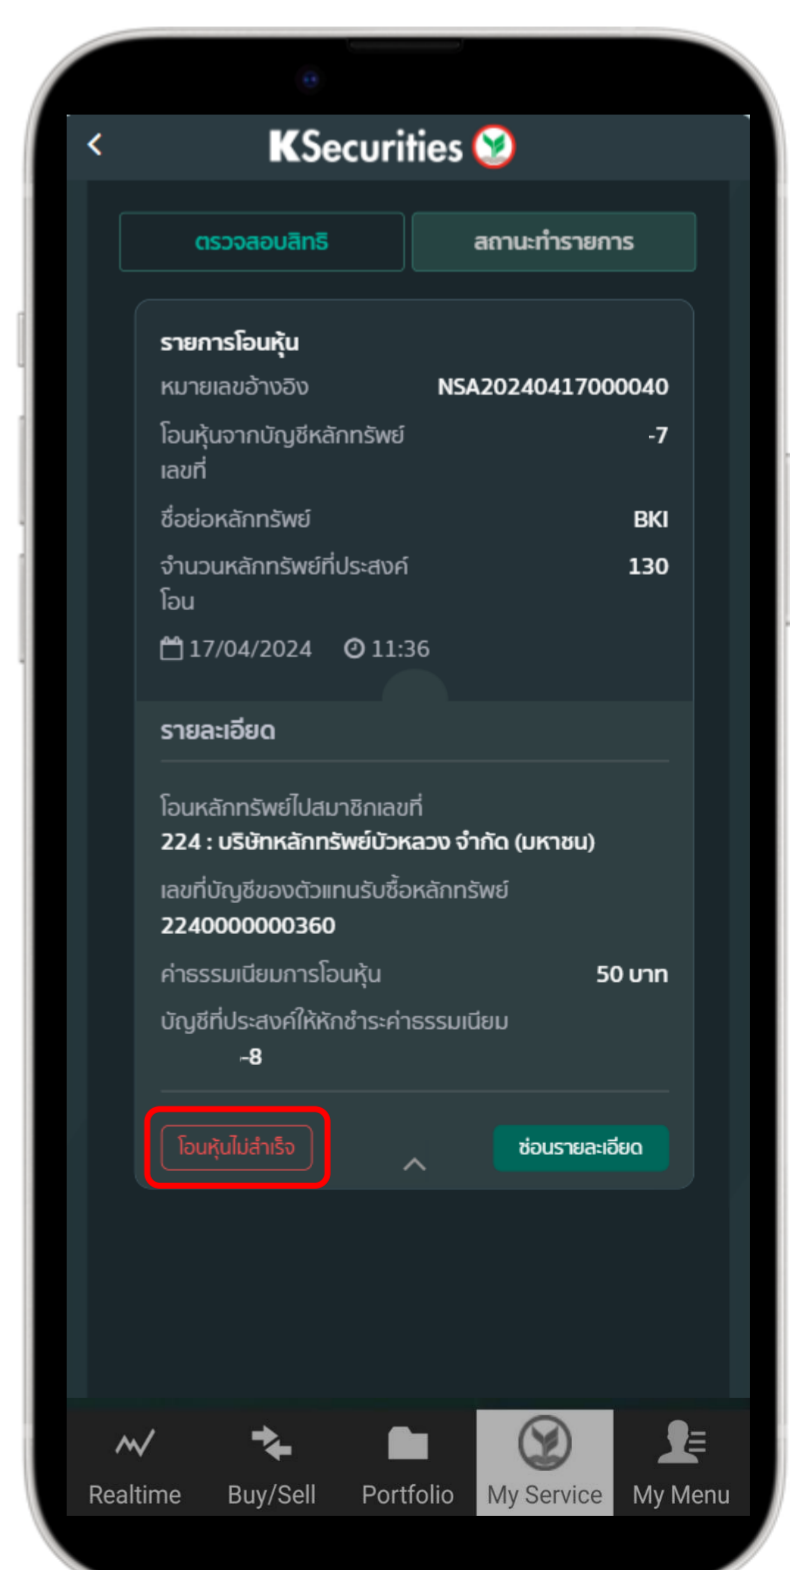 KSecurities
ตรวจสอบสิทธิ
สถานะทำรายการ
รายการโอนหุ้น
หมายเลขอ้างอิง NSA20240417000040
โอนหุ้นจากบัญชีหลักทรัพย์ -7
เลขที่
ชื่อย่อหลักทรัพย์ BKI
จำนวนหลักทรัพย์ที่ประสงค์ 130
โอน
17/04/2024 11:36
รายละเอียด
โอนหลักทรัพย์ไปสมาชิกเลขที่
224 : บริษัทหลักทรัพย์บัวหลวง จำกัด (มหาชน)
เลขที่บัญชีของตัวแทนรับซื้อหลักทรัพย์
2240000000360
ค่าธรรมเนียมการโอนหุ้น 50 บาท
บัญชีที่ประสงค์ให้หักชำระค่าธรรมเนียม
-8
โอนหุ้นไม่สำเร็จ
ซ่อนรายละเอียด
Realtime Buy/Sell Portfolio My Service My Menu